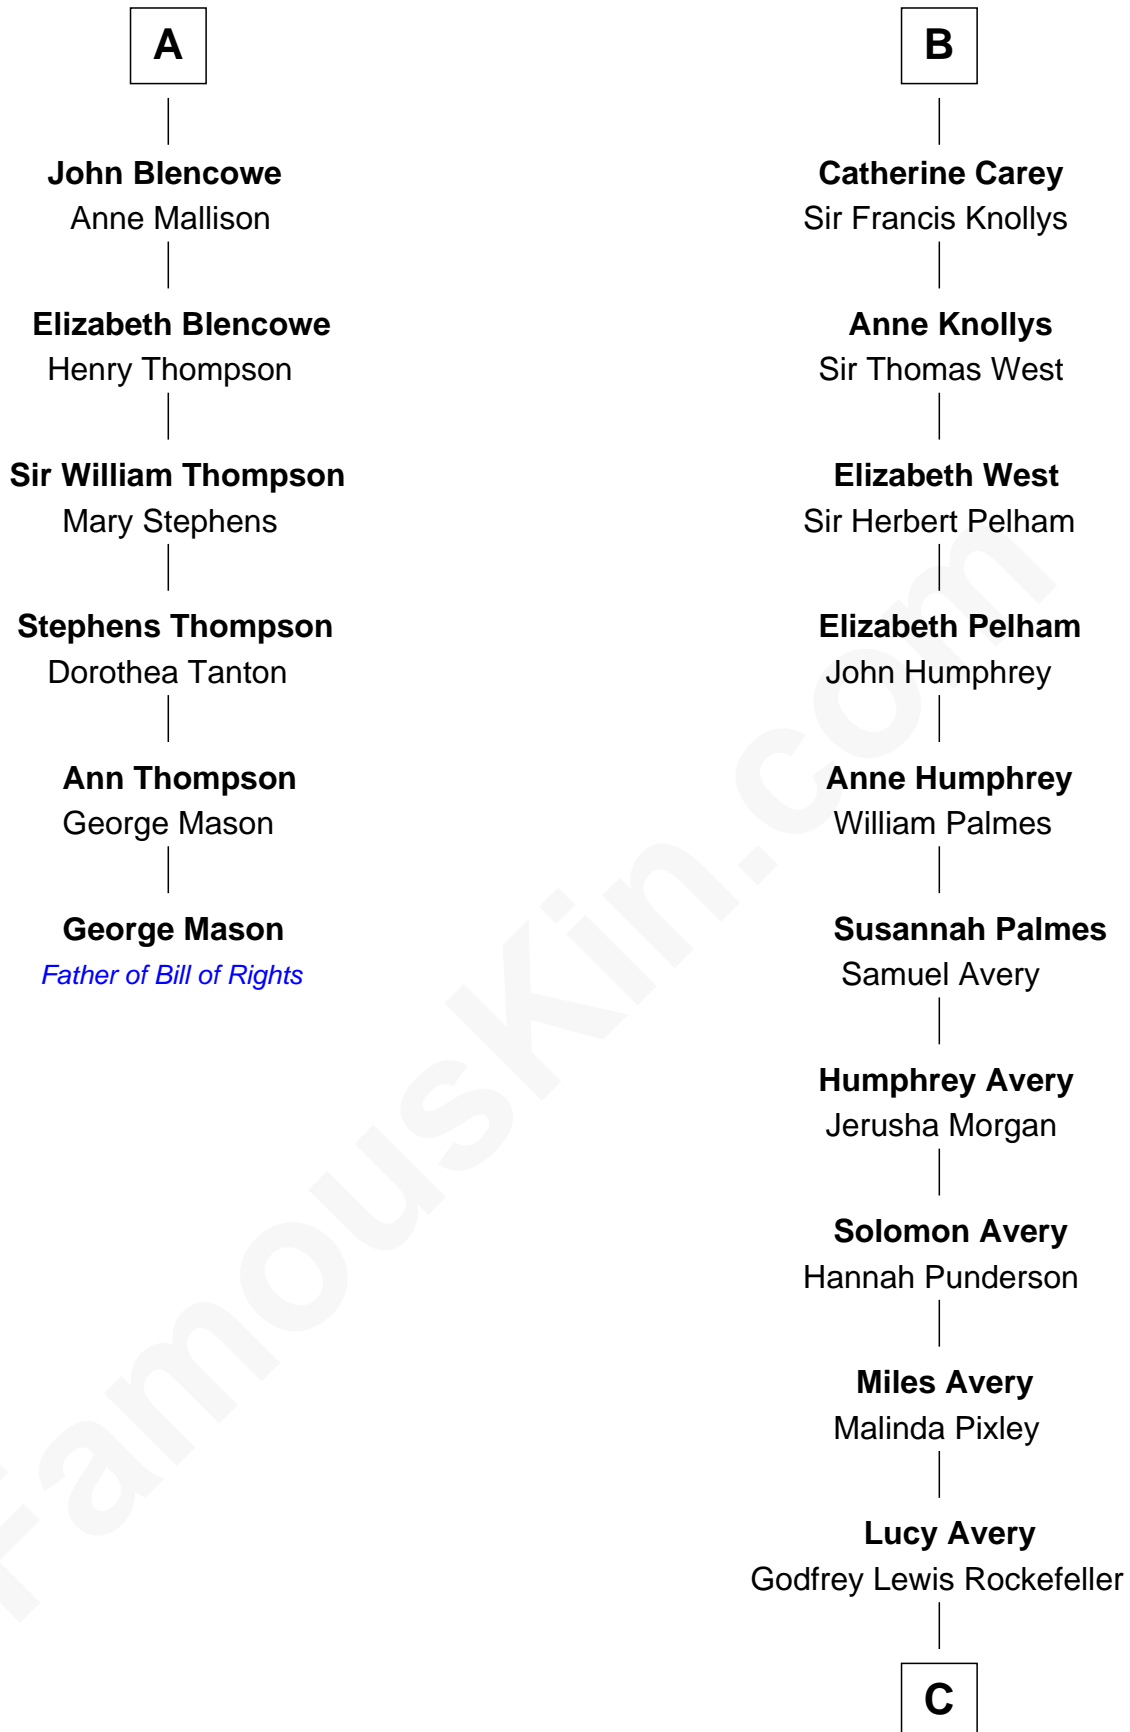 A
John Blencowe
Anne Mallison
Elizabeth Blencowe
Henry Thompson
Sir William Thompson
Mary Stephens
Stephens Thompson
Dorothea Tanton
Ann Thompson
George Mason
George Mason
Father of Bill of Rights
B
Catherine Carey
Sir Francis Knollys
Anne Knollys
Sir Thomas West
Elizabeth West
Sir Herbert Pelham
Elizabeth Pelham
John Humphrey
Anne Humphrey
William Palmes
Susannah Palmes
Samuel Avery
Humphrey Avery
Jerusha Morgan
Solomon Avery
Hannah Punderson
Miles Avery
Malinda Pixley
Lucy Avery
Godfrey Lewis Rockefeller
C
FamousKin.com